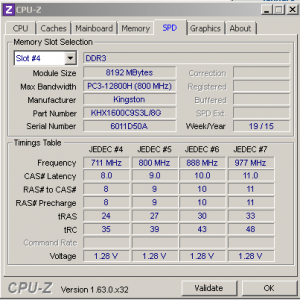 CPU-Z
CPU Caches Mainboard Memory SPD Graphics About
Memory Slot Selection
Slot #4 DDR3
Module Size 8192 MBytes Correction
Max Bandwidth PC3-12800H (800 MHz) Registered
Manufacturer Kingston Buffered
Part Number KHX1600C9S3L/8G SPD Ext.
Serial Number 6011D50A Week/Year 19 / 15
Timings Table
JEDEC #4 JEDEC #5 JEDEC #6 JEDEC #7
Frequency 711 MHz 800 MHz 888 MHz 977 MHz
CAS# Latency 8.0 9.0 10.0 11.0
RAS# to CAS# 8 9 10 11
RAS# Precharge 8 9 10 11
tRAS 24 27 30 33
tRC 35 39 43 48
Command Rate
Voltage 1.28 V 1.28 V 1.28 V 1.28 V
CPU-Z Version 1.63.0.x32 Validate OK